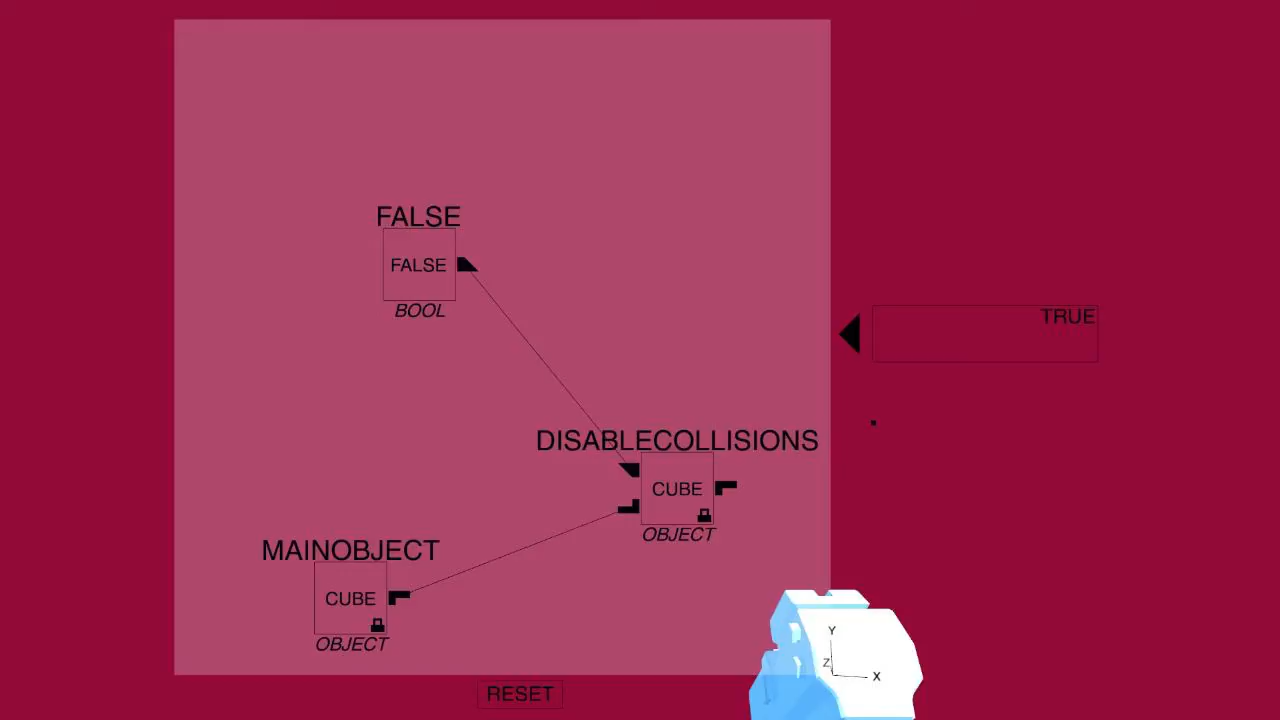 FALSE
FALSE
BOOL
TRUE
DISABLECOLLISIONS
CUBE
OBJECT
MAINOBJECT
CUBE
OBJECT
Y
Z
X
RESET